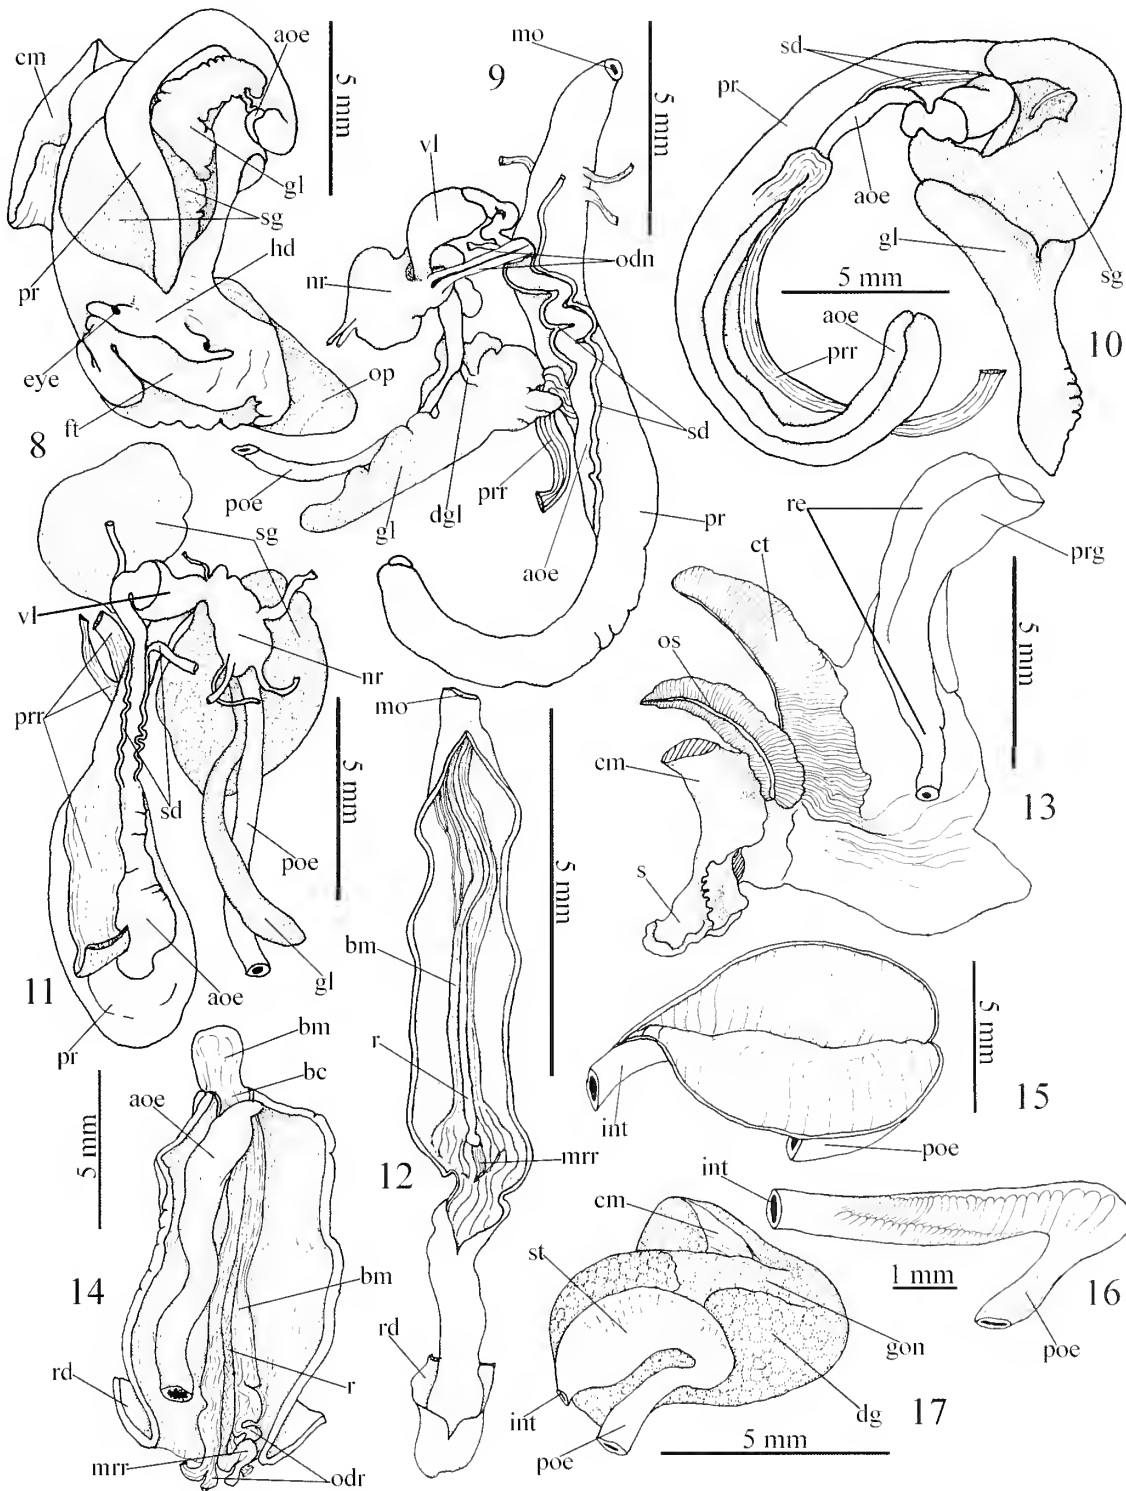 cm
aoe
5 mm
gl
sg
hd
pr
eye
ft
op
8
9
mo
5 mm
vl
odn
nr
sd
prr
dgl
gl
poe
aoe
pr
sd
pr
aoe
gl
sg
5 mm
aoe
prr
10
sg
vl
nr
prr
sd
5 mm
poe
gl
aoe
pr
11
mo
5 mm
bm
r
mrr
12
rd
re
prg
ct
os
cm
s
5 mm
13
bm
bc
aoe
5 mm
14
bm
r
rd
mrr
odr
5 mm
15
int
poe
int
1 mm
16
poe
cm
st
gon
int
dg
poe
17
5 mm